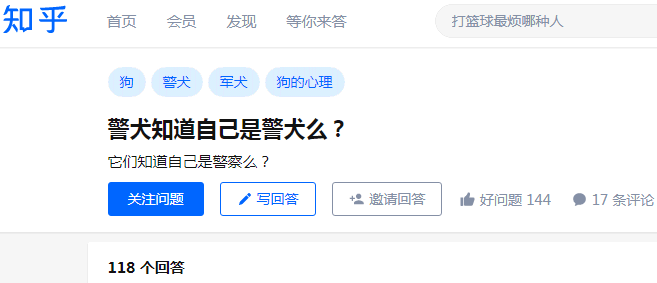 知乎 首页 会员 发现 等你来答 打篮球最烦哪种人
狗 警犬 军犬 狗的心理
警犬知道自己是警犬么？
它们知道自己是警察么？
关注问题 写回答 邀请回答 好问题 144 17 条评论
118 个回答